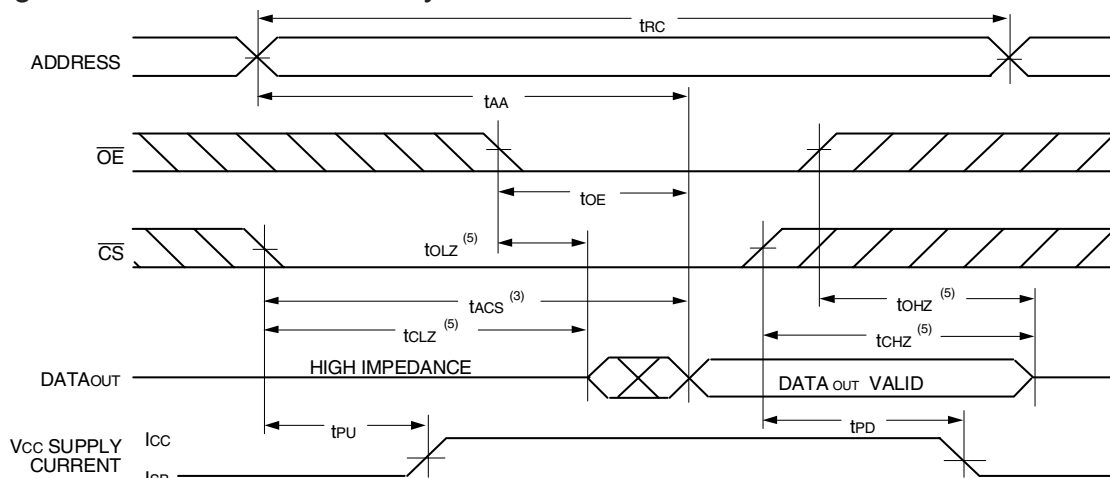 tRC
ADDRESS
tAA
OE
tOE
CS
tOLZ (5)
tACS (3)
tOHZ (5)
tCLZ (5)
tCHZ (5)
HIGH IMPEDANCE
DATAOUT
DATA OUT VALID
tPU
tPD
VCC SUPPLY
CURRENT
ICC